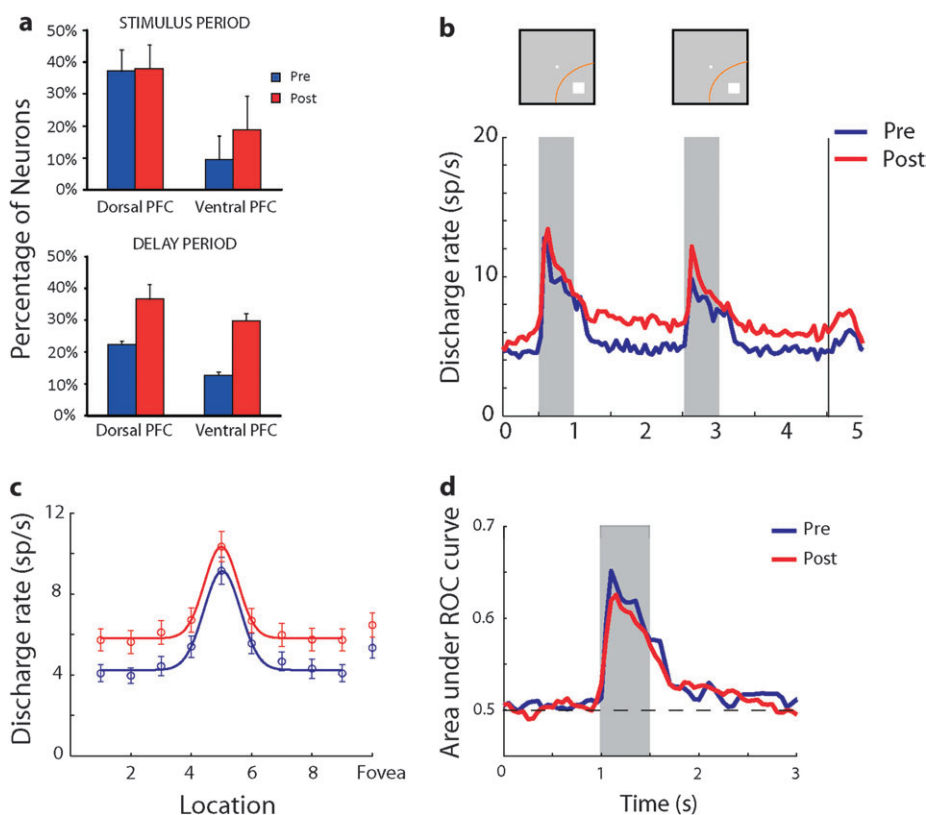 a
STIMULUS PERIOD
50%
40%
30%
20%
10%
0%
Pre
Post
Dorsal PFC Ventral PFC
DELAY PERIOD
50%
40%
30%
20%
10%
0%
Dorsal PFC Ventral PFC
Percentage of Neurons
b
Pre
Post
20
10
0
Discharge rate (sp/s)
0 1 2 3 4 5
c
12
8
4
0
Discharge rate (sp/s)
2 4 6 8 Fovea
Location
d
0.7
0.6
0.5
Area under ROC curve
Pre
Post
0 1 2 3
Time (s)